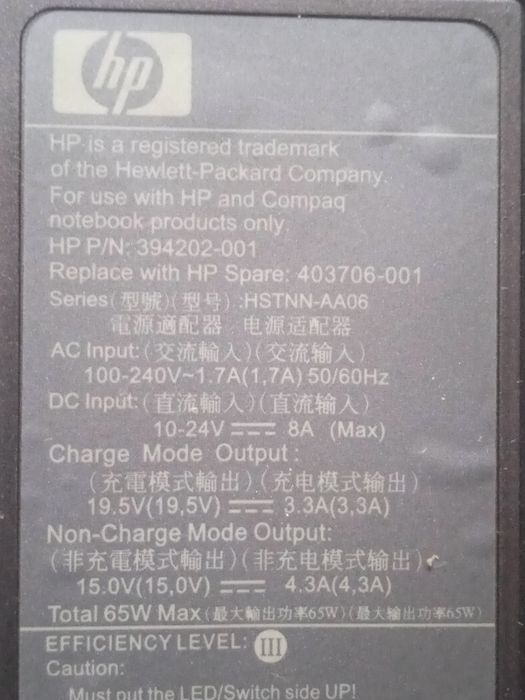 hp
HP is a registered trademark
of the Hewlett-Packard Company.
For use with HP and Compaq
notebook products only.
HP P/N: 394202-001
Replace with HP Spare: 403706-001
Series(型號)(型号):HSTNN-AA06
電源適配器 电源适配器
AC Input:(交流輸入)(交流输入)
100-240V~1.7A(1,7A) 50/60Hz
DC Input:(直流輸入)(直流输入)
10-24V ⎓ 8A (Max)
Charge Mode Output:
(充電模式輸出)(充电模式输出)
19.5V(19,5V) ⎓ 3.3A(3,3A)
Non-Charge Mode Output:
(非充電模式輸出)(非充电模式输出)
15.0V(15,0V) ⎓ 4.3A(4,3A)
Total 65W Max(最大輸出功率65W)(最大输出功率65W)
EFFICIENCY LEVEL: III
Caution:
Must put the LED/Switch side UP!